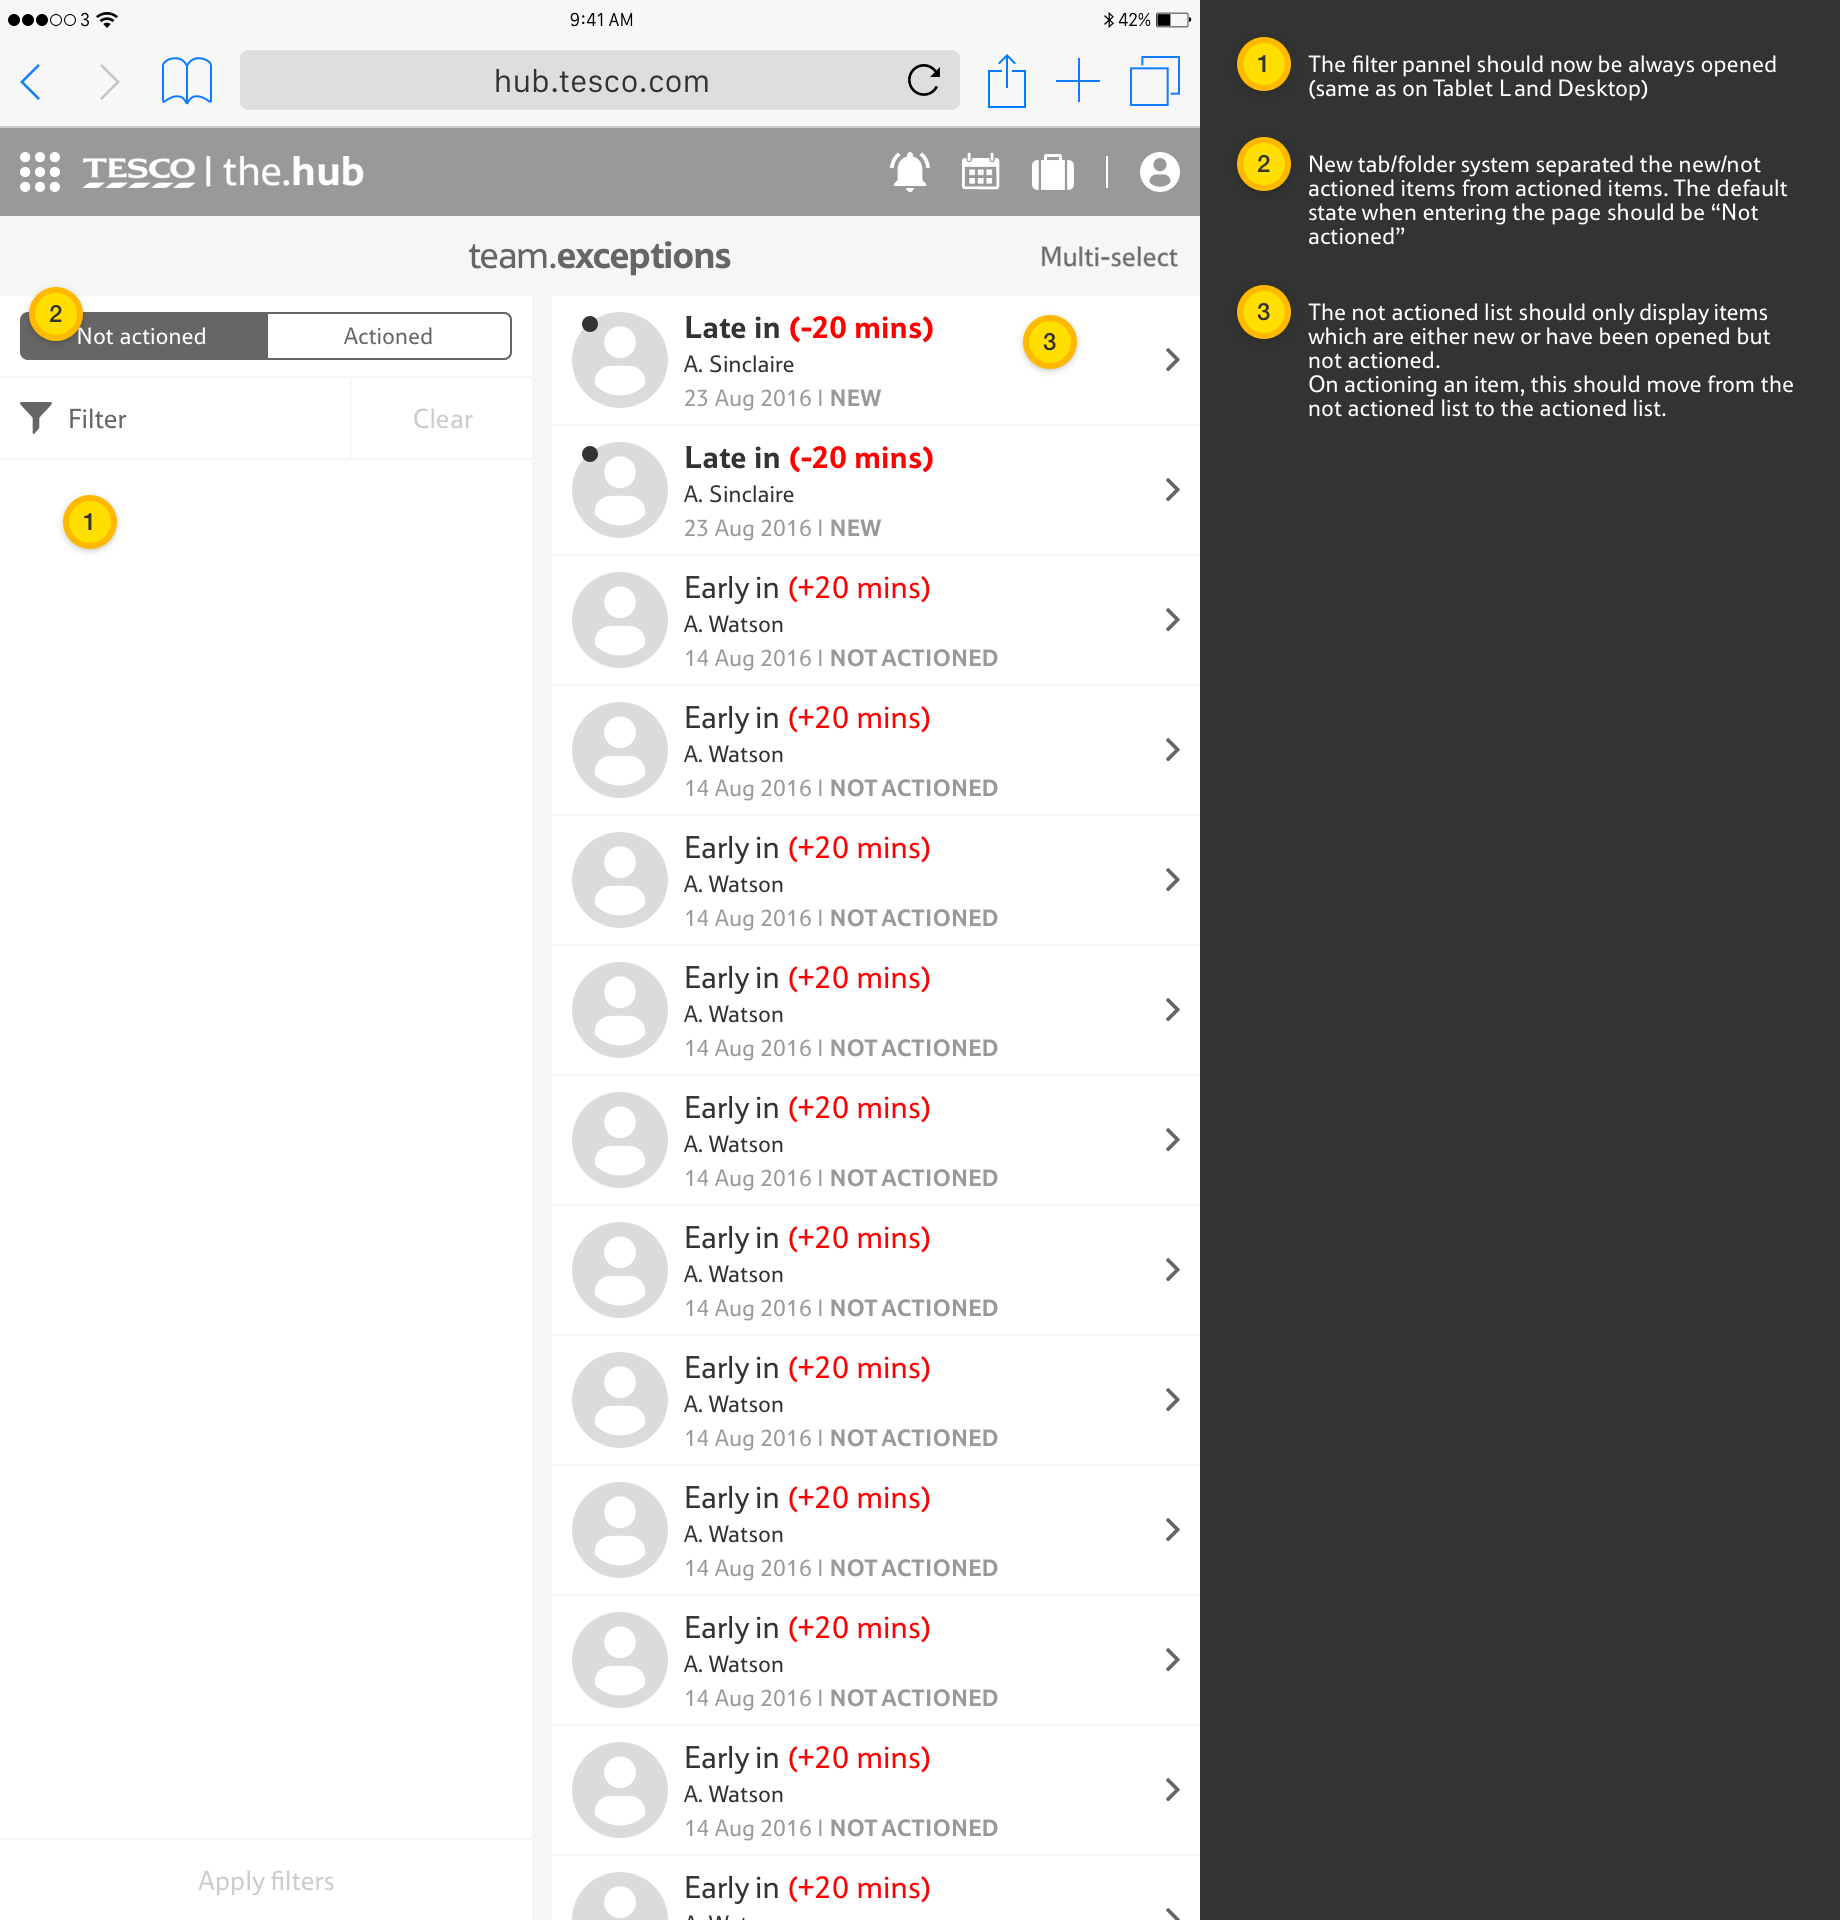 3
9:41 AM
42%
hub.tesco.com
TESCO | the.hub
team.exceptions
Multi-select
2
Not actioned
Actioned
Filter
Clear
1
Apply filters
Late in (-20 mins)
3
A. Sinclaire
23 Aug 2016 | NEW
Late in (-20 mins)
A. Sinclaire
23 Aug 2016 | NEW
Early in (+20 mins)
A. Watson
14 Aug 2016 | NOT ACTIONED
Early in (+20 mins)
A. Watson
14 Aug 2016 | NOT ACTIONED
Early in (+20 mins)
A. Watson
14 Aug 2016 | NOT ACTIONED
Early in (+20 mins)
A. Watson
14 Aug 2016 | NOT ACTIONED
Early in (+20 mins)
A. Watson
14 Aug 2016 | NOT ACTIONED
Early in (+20 mins)
A. Watson
14 Aug 2016 | NOT ACTIONED
Early in (+20 mins)
A. Watson
14 Aug 2016 | NOT ACTIONED
Early in (+20 mins)
A. Watson
14 Aug 2016 | NOT ACTIONED
Early in (+20 mins)
A. Watson
14 Aug 2016 | NOT ACTIONED
Early in (+20 mins)
A. Watson
14 Aug 2016 | NOT ACTIONED
Early in (+20 mins)
1
The filter pannel should now be always opened
(same as on Tablet L and Desktop)
2
New tab/folder system separated the new/not
actioned items from actioned items. The default
state when entering the page should be “Not
actioned”
3
The not actioned list should only display items
which are either new or have been opened but
not actioned.
On actioning an item, this should move from the
not actioned list to the actioned list.